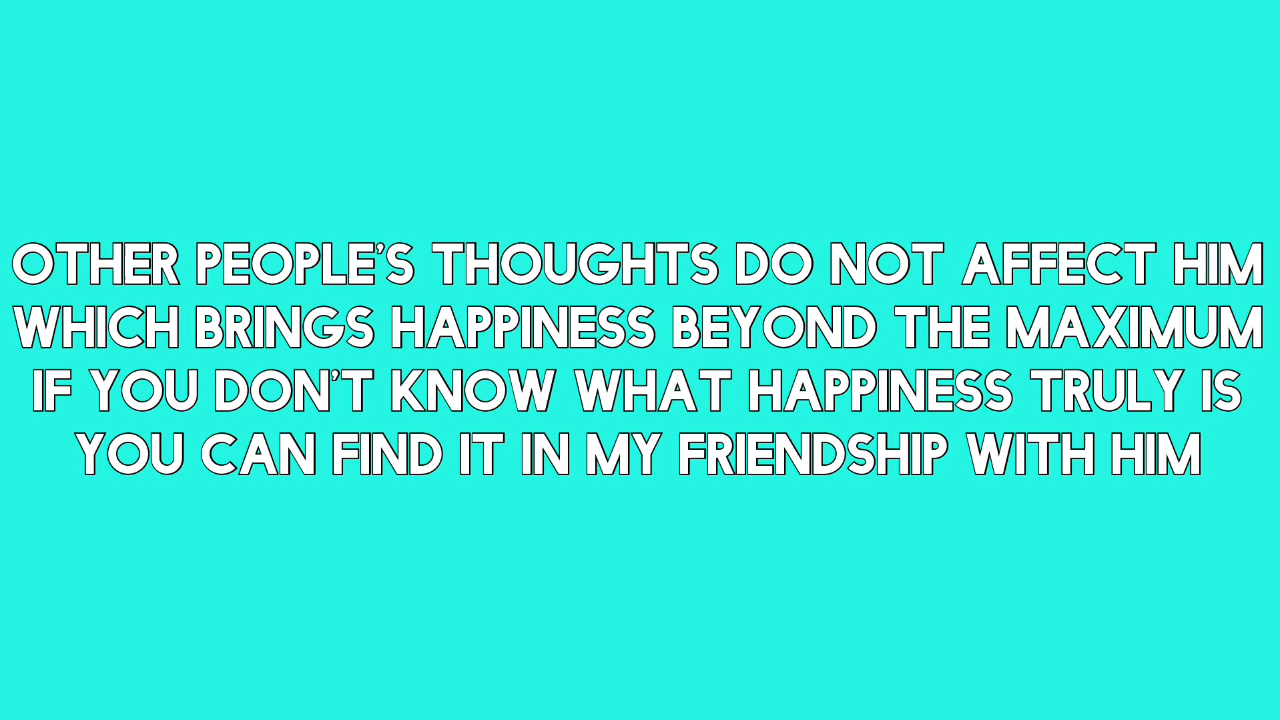 OTHER PEOPLE'S THOUGHTS DO NOT AFFECT HIM
WHICH BRINGS HAPPINESS BEYOND THE MAXIMUM
IF YOU DON'T KNOW WHAT HAPPINESS TRULY IS
YOU CAN FIND IT IN MY FRIENDSHIP WITH HIM